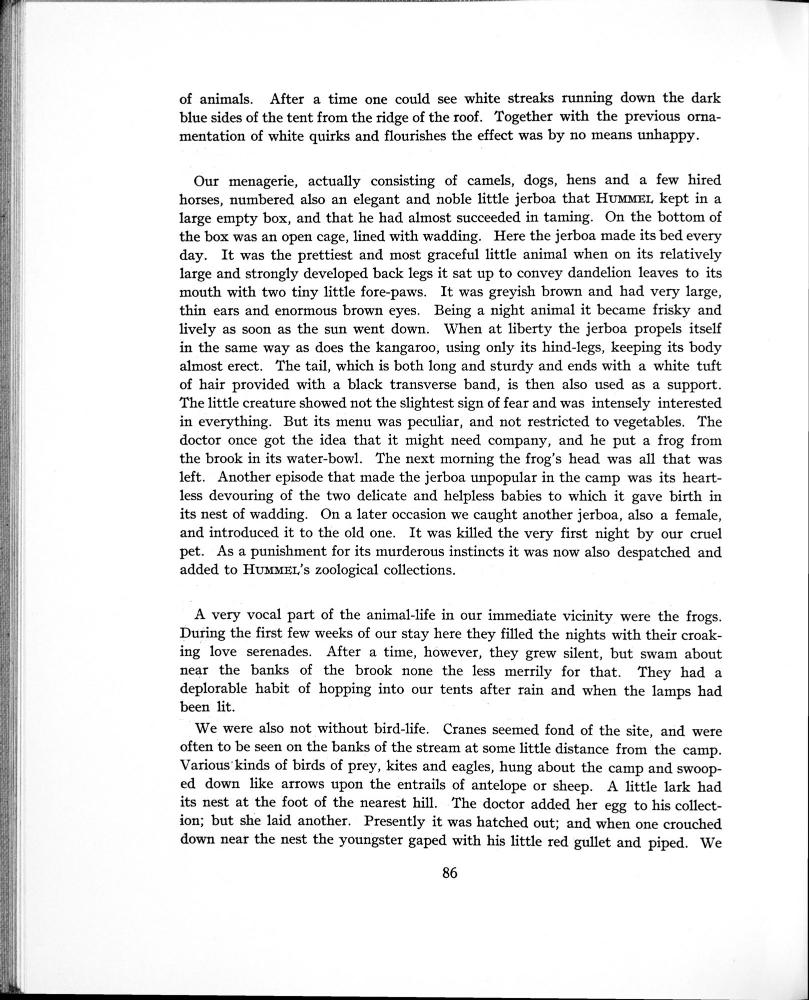 of animals. After a time one could see white streaks running down the dark
blue sides of the tent from the ridge of the roof. Together with the previous orna-
mentation of white quirks and flourishes the effect was by no means unhappy.
Our menagerie, actually consisting of camels, dogs, hens and a few hired
horses, numbered also an elegant and noble little jerboa that HUMMEL kept in a
large empty box, and that he had almost succeeded in taming. On the bottom of
the box was an open cage, lined with wadding. Here the jerboa made its bed every
day. It was the prettiest and most graceful little animal when on its relatively
large and strongly developed back legs it sat up to convey dandelion leaves to its
mouth with two tiny little fore-paws. It was greyish brown and had very large,
thin ears and enormous brown eyes. Being a night animal it became frisky and
lively as soon as the sun went down. When at liberty the jerboa propels itself
in the same way as does the kangaroo, using only its hind-legs, keeping its body
almost erect. The tail, which is both long and sturdy and ends with a white tuft
of hair provided with a black transverse band, is then also used as a support.
The little creature showed not the slightest sign of fear and was intensely interested
in everything. But its menu was peculiar, and not restricted to vegetables. The
doctor once got the idea that it might need company, and he put a frog from
the brook in its water-bowl. The next morning the frog's head was all that was
left. Another episode that made the jerboa unpopular in the camp was its heart-
less devouring of the two delicate and helpless babies to which it gave birth in
its nest of wadding. On a later occasion we caught another jerboa, also a female,
and introduced it to the old one. It was killed the very first night by our cruel
pet. As a punishment for its murderous instincts it was now also despatched and
added to HUMMEL's zoological collections.
A very vocal part of the animal-life in our immediate vicinity were the frogs.
During the first few weeks of our stay here they filled the nights with their croak-
ing love serenades. After a time, however, they grew silent, but swam about
near the banks of the brook none the less merrily for that. They had a
deplorable habit of hopping into our tents after rain and when the lamps had
been lit.
We were also not without bird-life. Cranes seemed fond of the site, and were
often to be seen on the banks of the stream at some little distance from the camp.
Various kinds of birds of prey, kites and eagles, hung about the camp and swoop-
ed down like arrows upon the entrails of antelope or sheep. A little lark had
its nest at the foot of the nearest hill. The doctor added her egg to his collect-
ion; but she laid another. Presently it was hatched out; and when one crouched
down near the nest the youngster gaped with his little red gullet and piped. We
86